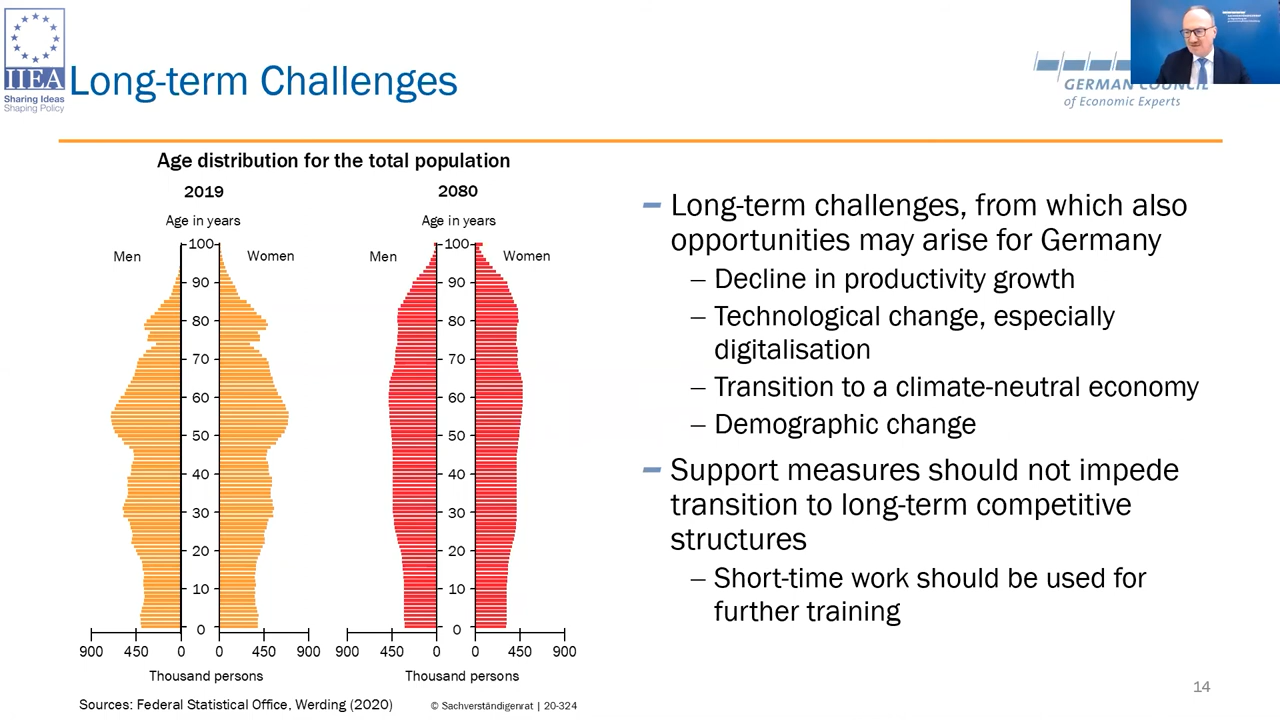 IIEA
Sharing Ideas
Shaping Policy
Long-term Challenges
GERMAN COUNCIL
of Economic Experts
Age distribution for the total population
2019
2080
Age in years
Age in years
Men
Women
Men
Women
100
90
80
70
60
50
40
30
20
10
0
100
90
80
70
60
50
40
30
20
10
0
900 450 0 0 450 900
900 450 0 0 450 900
Thousand persons
Thousand persons
Sources: Federal Statistical Office, Werding (2020)
© Sachverständigenrat | 20-324
Long-term challenges, from which also
opportunities may arise for Germany
– Decline in productivity growth
– Technological change, especially
digitalisation
– Transition to a climate-neutral economy
– Demographic change
Support measures should not impede
transition to long-term competitive
structures
– Short-time work should be used for
further training
14